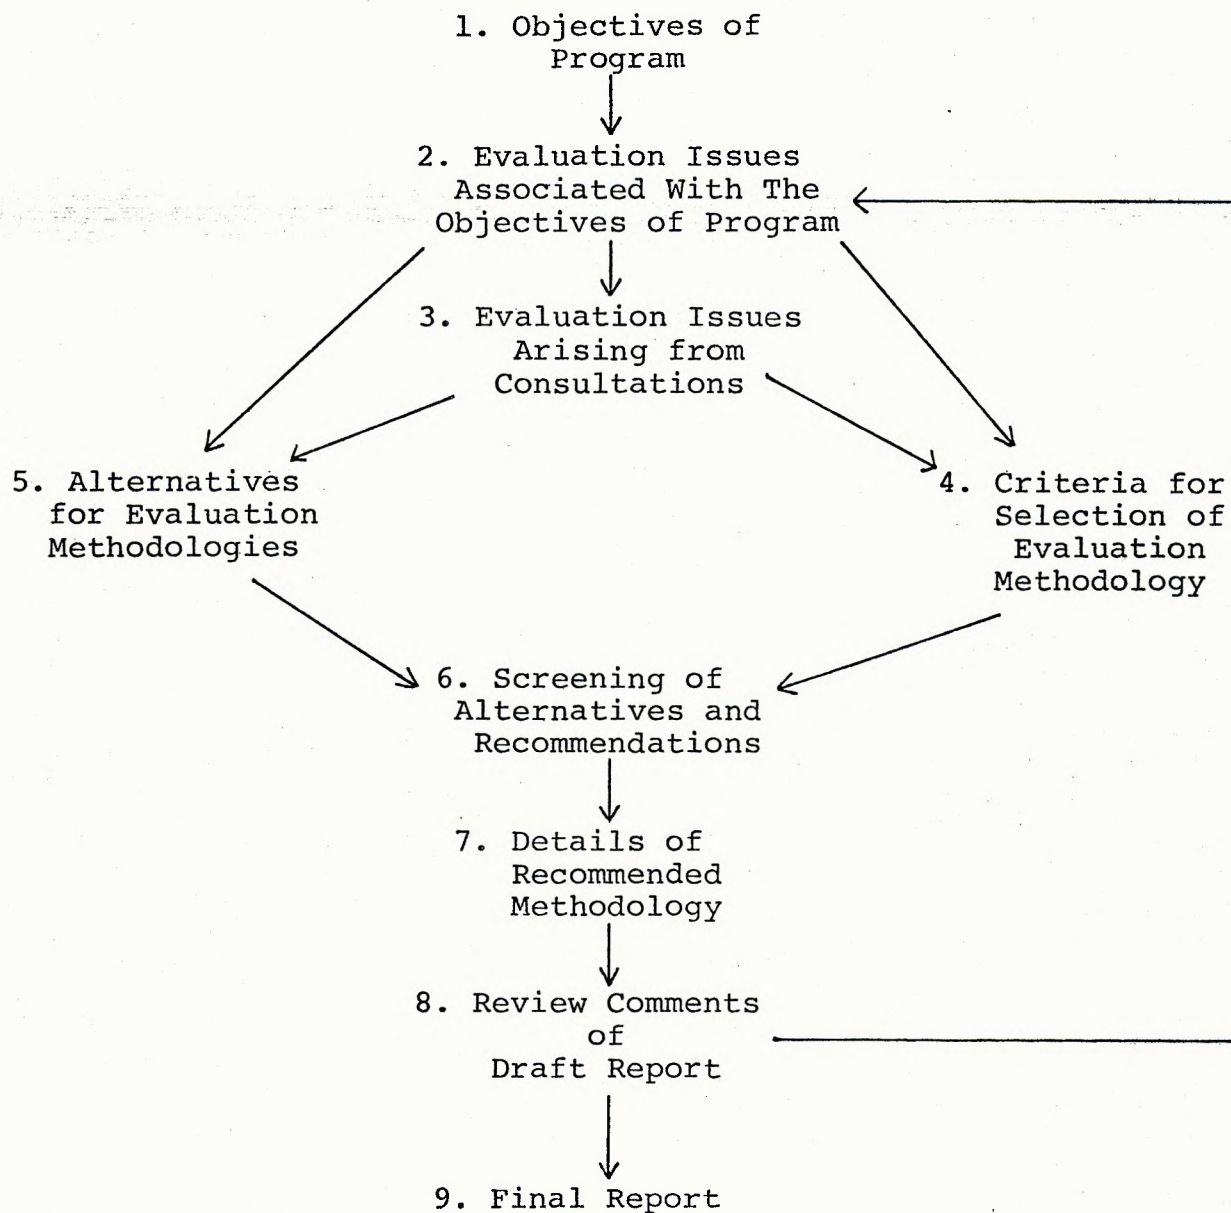 1. Objectives of
Program
2. Evaluation Issues
Associated With The
Objectives of Program
3. Evaluation Issues
Arising from
Consultations
5. Alternatives
for Evaluation
Methodologies
4. Criteria for
Selection of
Evaluation
Methodology
6. Screening of
Alternatives and
Recommendations
7. Details of
Recommended
Methodology
8. Review Comments
of
Draft Report
9. Final Report